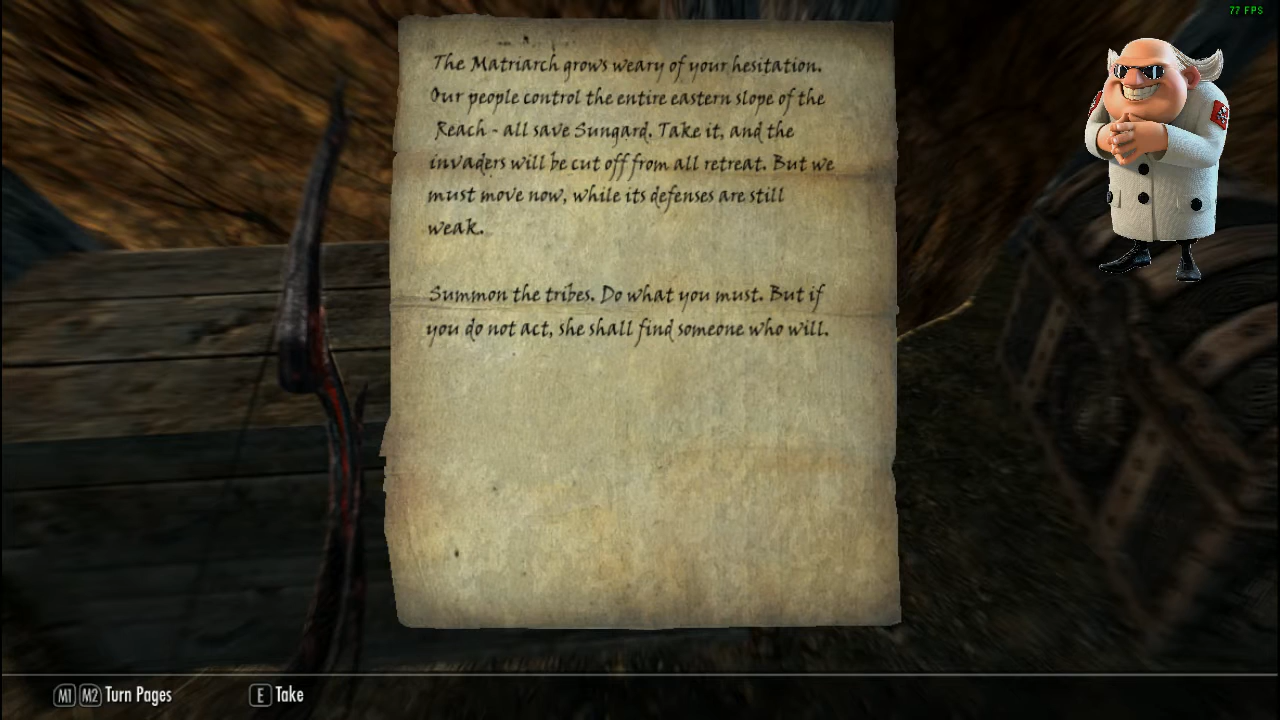 77 FPS
The Matriarch grows weary of your hesitation.
Our people control the entire eastern slope of the
Reach - all save Sungard. Take it, and the
invaders will be cut off from all retreat. But we
must move now, while its defenses are still
weak.
Summon the tribes. Do what you must. But if
you do not act, she shall find someone who will.
M1 M2 Turn Pages
E Take